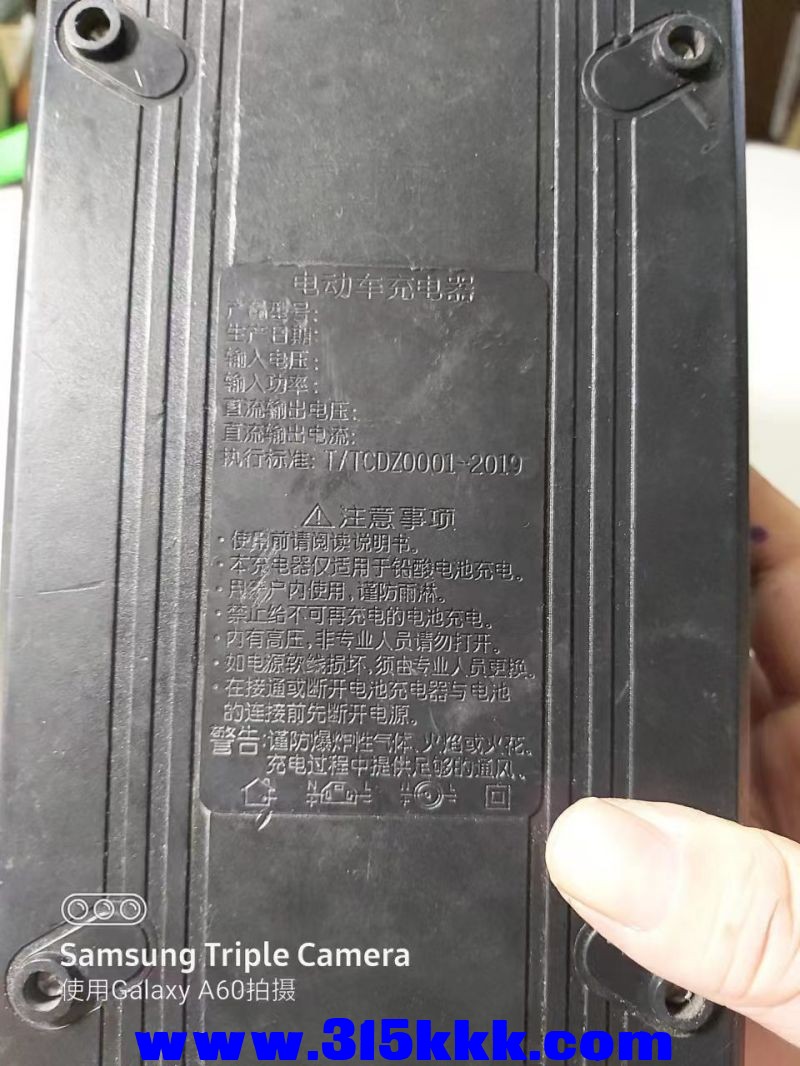 电动车充电器
产品型号:
生产日期:
输入电压:
输入功率:
直流输出电压:
直流输出电流:
执行标准: T/TCDZ0001-2019
⚠注意事项
·使用前请阅读说明书。
·本充电器仅适用于铅酸电池充电。
·用于户内使用,谨防雨淋。
·禁止给不可再充电的电池充电。
·内有高压,非专业人员请勿打开。
·如电源软线损坏,须由专业人员更换。
·在接通或断开电池充电器与电池
的连接前先断开电源。
警告:谨防爆炸性气体、火焰或火花、
充电过程中提供足够的通风、
Samsung Triple Camera
使用Galaxy A60拍摄
www.315kkk.com